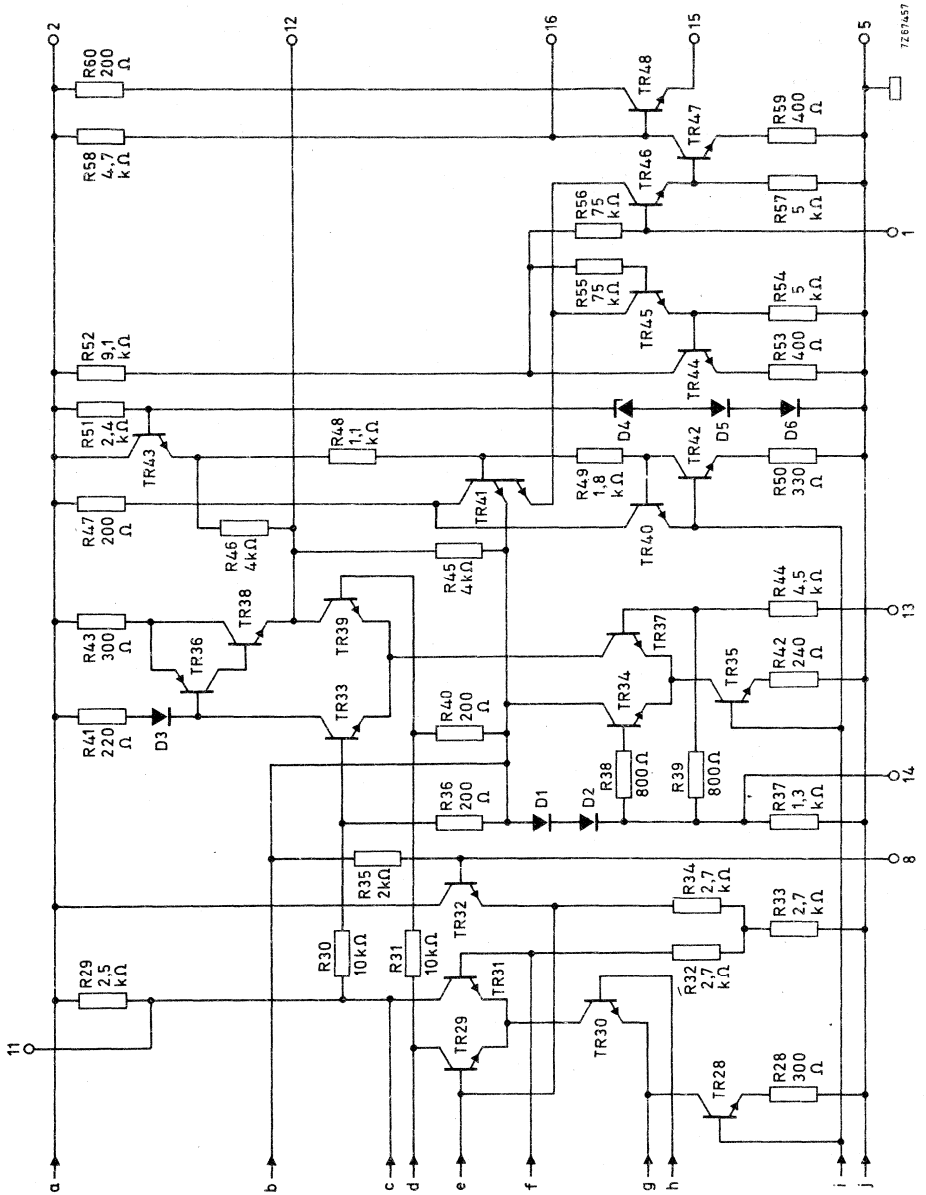 2
12
16
15
5
7Z67457
R60
200
Ω
R58
4,7
kΩ
TR48
TR47
R59
400
Ω
TR46
R56
75
kΩ
R57
5
kΩ
1
R55
75
kΩ
TR45
R54
5
kΩ
R52
9,1
kΩ
TR44
R53
400
Ω
R51
2,4
kΩ
D4
D5
D6
TR43
R48
1,1
kΩ
TR42
R49
1,8
kΩ
R50
330
Ω
R47
200
Ω
TR41
TR40
R46
4kΩ
R45
4kΩ
R43
300
Ω
TR38
TR36
TR39
TR37
R44
4,5
kΩ
13
R41
220
Ω
D3
TR33
R40
200
Ω
TR34
TR35
R42
240
Ω
R38
800Ω
R39
800Ω
14
R36
200
Ω
D1
D2
R37
1,3
kΩ
8
R35
2kΩ
TR32
R34
2,7
kΩ
R33
2,7
kΩ
R32
2,7
kΩ
R30
10kΩ
R31
10kΩ
R29
2,5
kΩ
11
TR31
TR29
TR30
TR28
R28
300
Ω
a
b
c
d
e
f
g
h
i
j